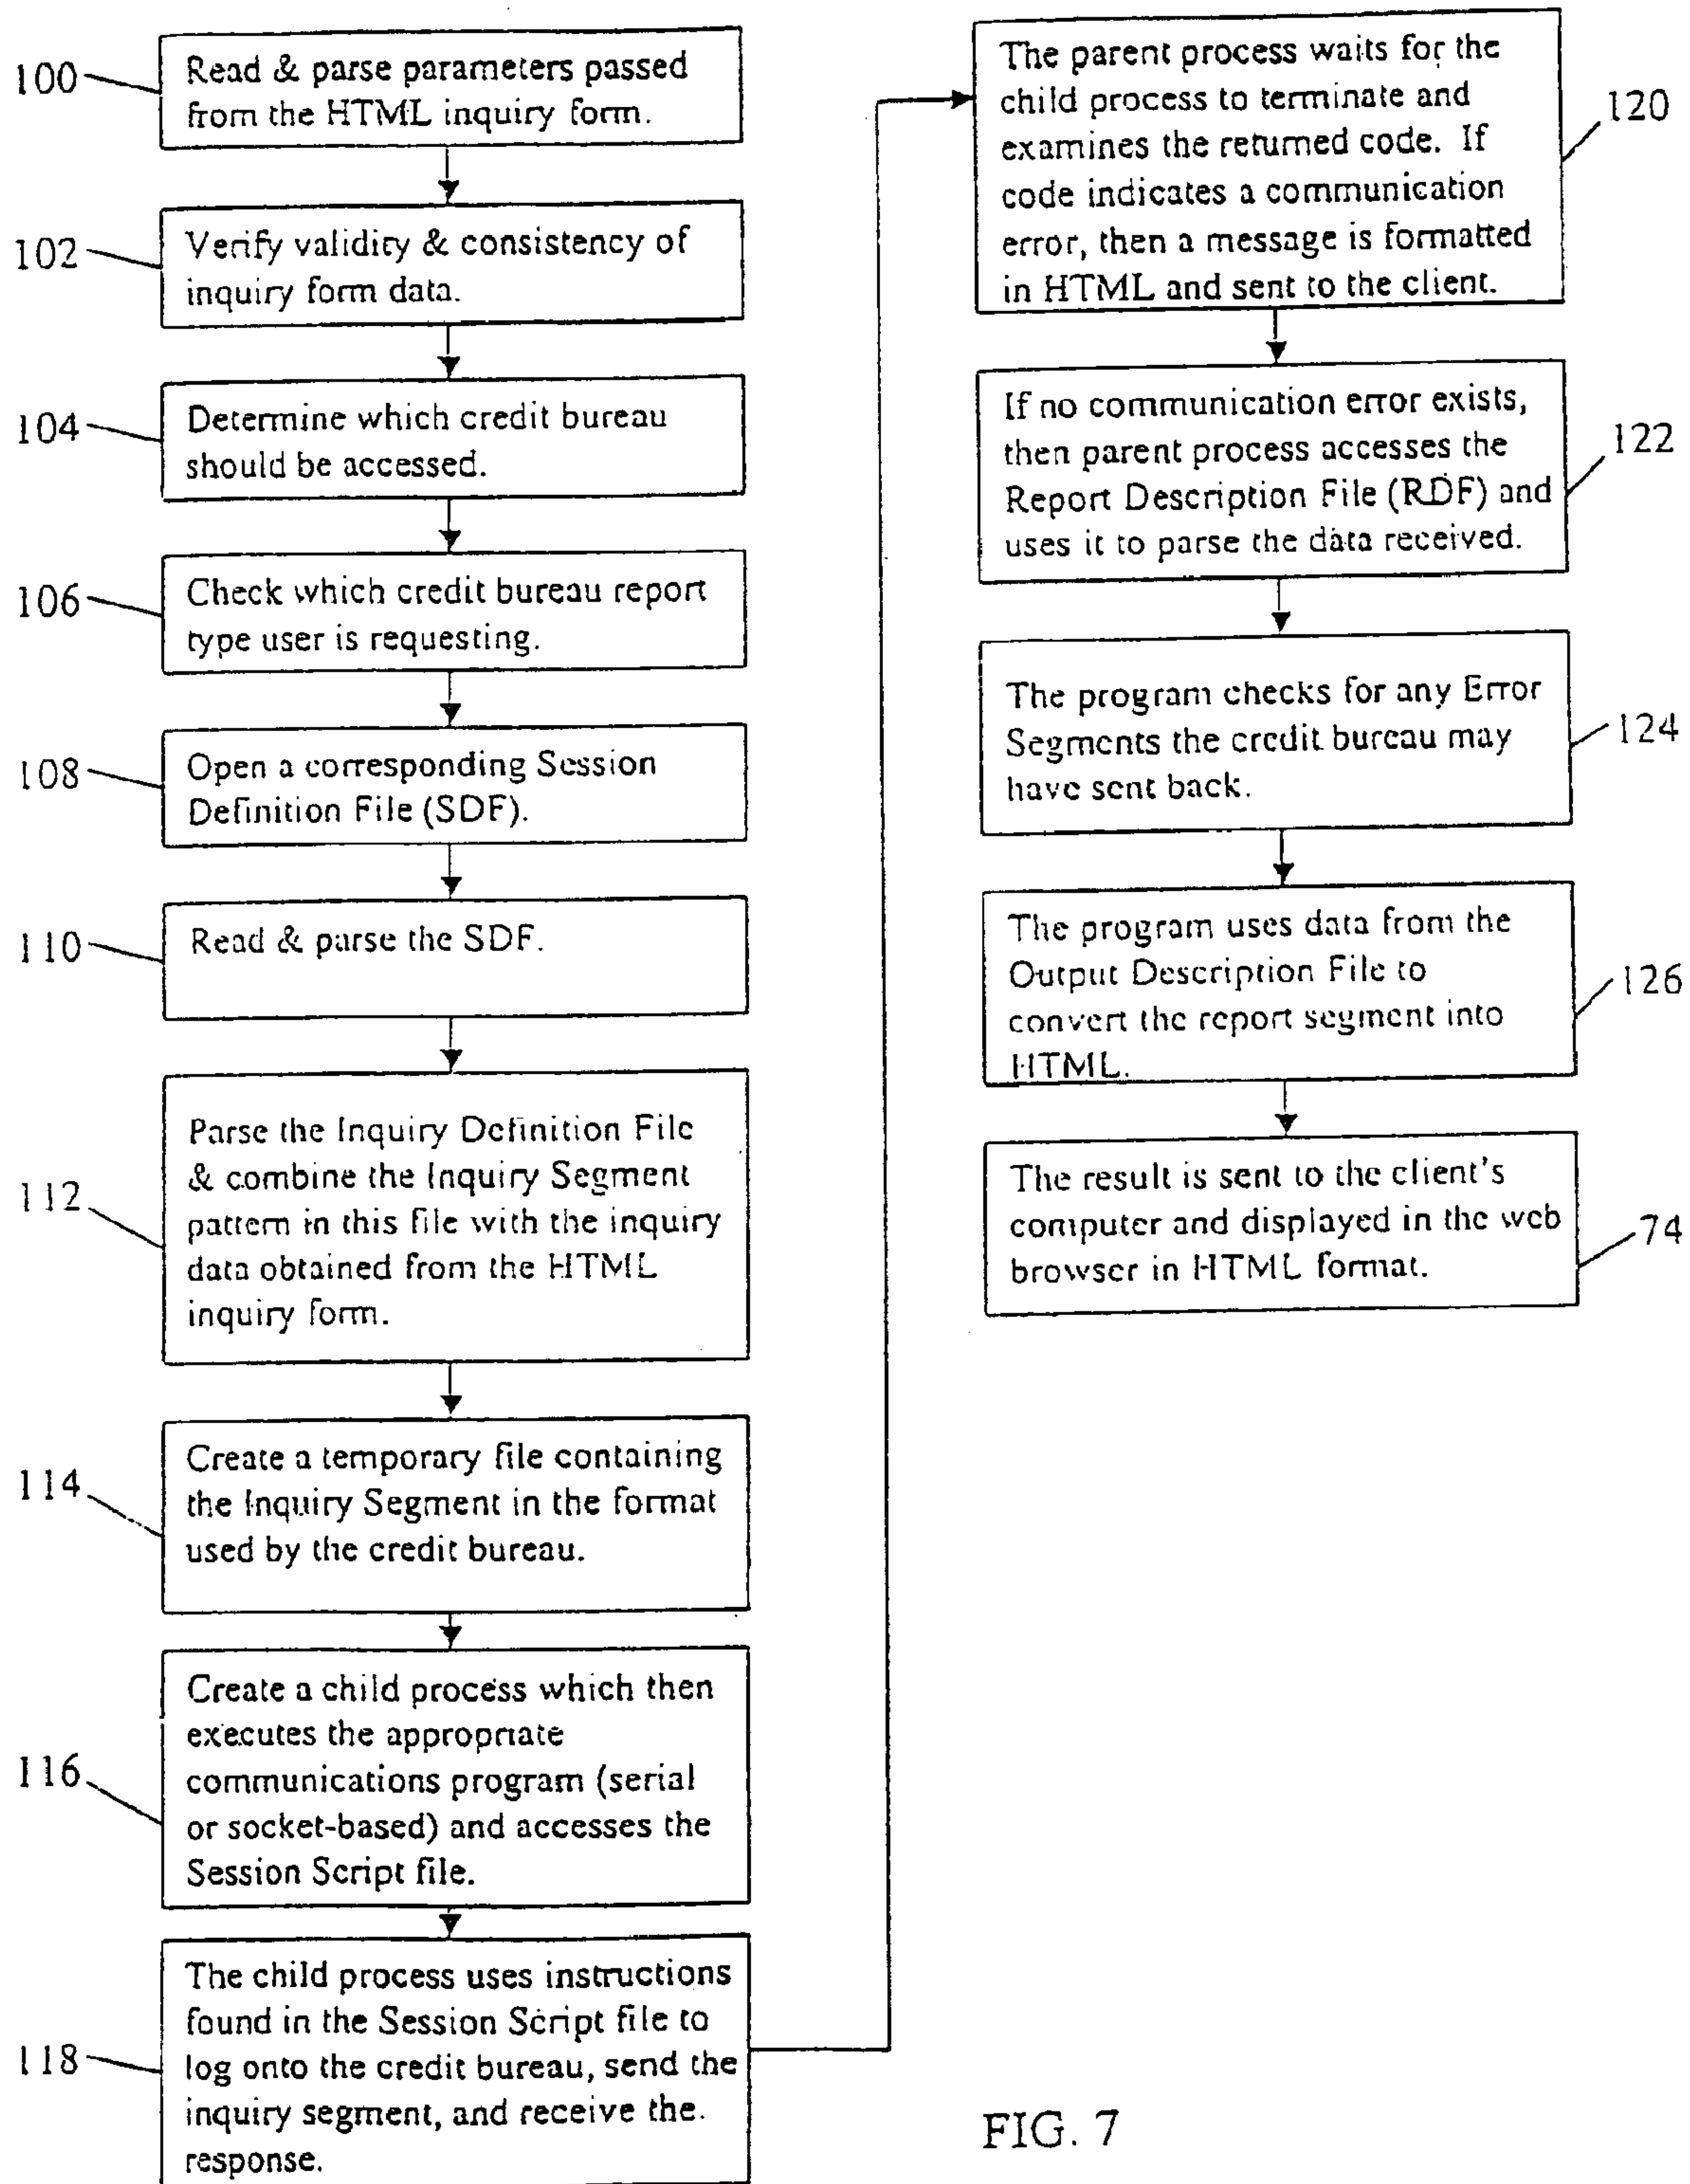 100
Read & parse parameters passed
from the HTML inquiry form.
102
Verify validity & consistency of
inquiry form data.
104
Determine which credit bureau
should be accessed.
106
Check which credit bureau report
type user is requesting.
108
Open a corresponding Session
Definition File (SDF).
110
Read & parse the SDF.
112
Parse the Inquiry Definition File
& combine the Inquiry Segment
pattern in this file with the inquiry
data obtained from the HTML
inquiry form.
114
Create a temporary file containing
the Inquiry Segment in the format
used by the credit bureau.
116
Create a child process which then
executes the appropriate
communications program (serial
or socket-based) and accesses the
Session Script file.
118
The child process uses instructions
found in the Session Script file to
log onto the credit bureau, send the
inquiry segment, and receive the
response.
The parent process waits for the
child process to terminate and
examines the returned code. If
code indicates a communication
error, then a message is formatted
in HTML and sent to the client.
120
If no communication error exists,
then parent process accesses the
Report Description File (RDF) and
uses it to parse the data received.
122
The program checks for any Error
Segments the credit bureau may
have sent back.
124
The program uses data from the
Output Description File to
convert the report segment into
HTML.
126
The result is sent to the client's
computer and displayed in the web
browser in HTML format.
74
FIG. 7